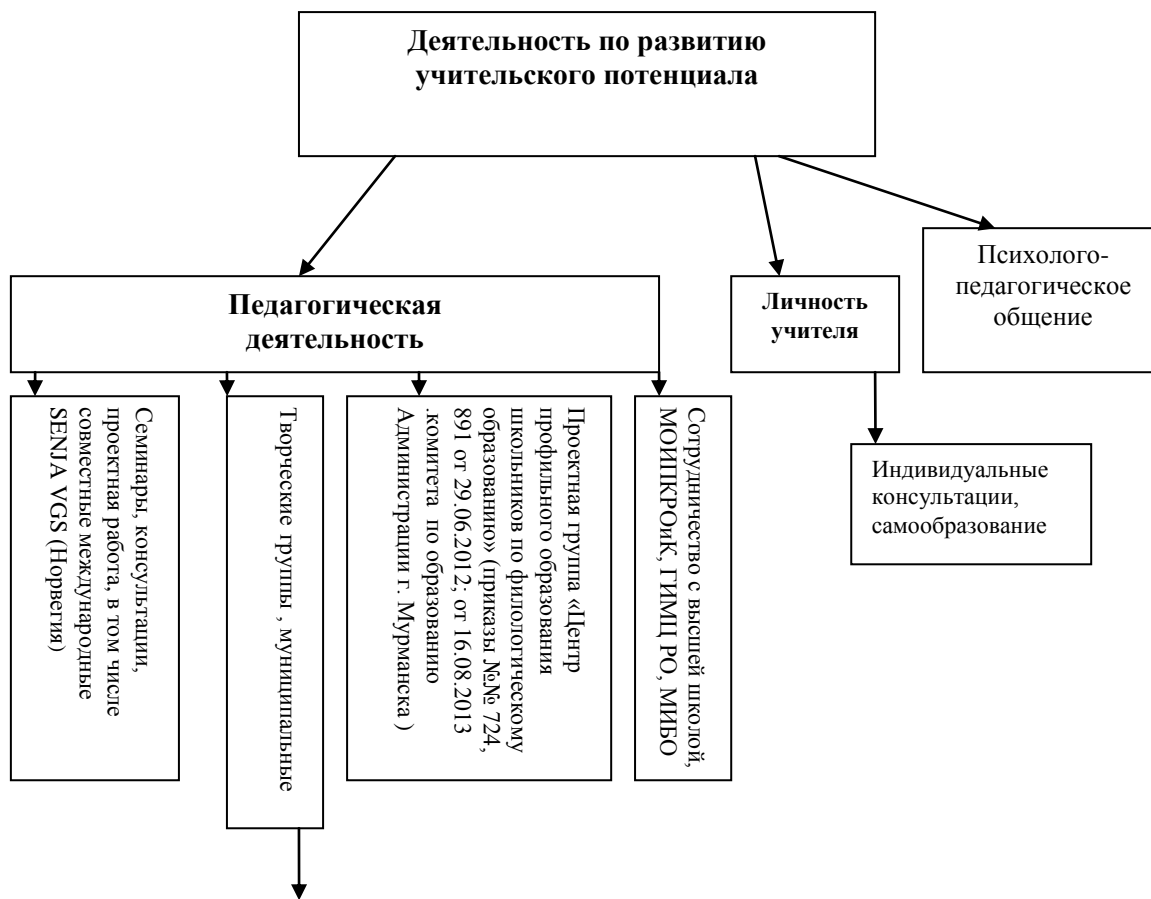 Деятельность по развитию
учительского потенциала
Психолого-
педагогическое
общение
Педагогическая
деятельность
Личность
учителя
Семинары, консультации,
проектная работа, в том числе
совместные международные
SENJA VGS (Норвегия)
Творческие группы , муниципальные
Проектная группа «Центр
профильного образования
школьников по филологическому
образованию» (приказы №№ 724,
891 от 29.06.2012; от 16.08.2013
.комитета по образованию
Администрации г. Мурманска )
Сотрудничество с высшей школой,
МОИПКРОиК, ГИМЦ РО, МИБО
Индивидуальные
консультации,
самообразование